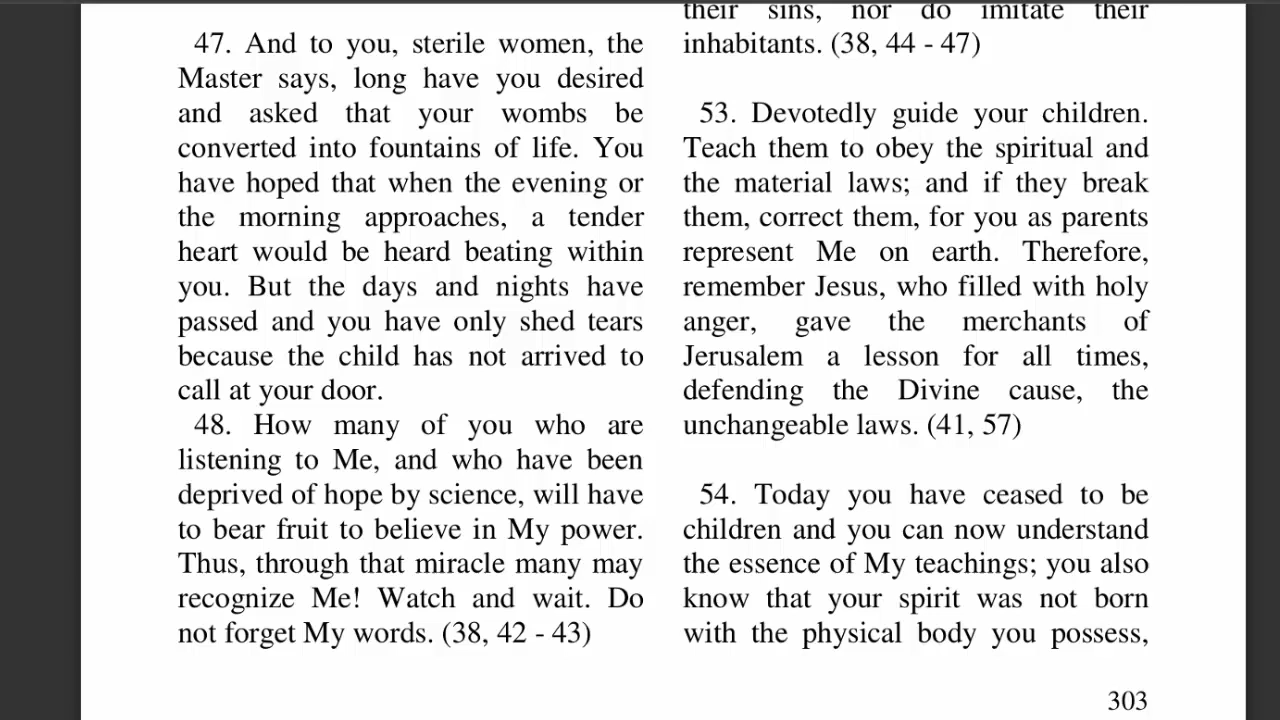 47. And to you, sterile women, the
Master says, long have you desired
and asked that your wombs be
converted into fountains of life. You
have hoped that when the evening or
the morning approaches, a tender
heart would be heard beating within
you. But the days and nights have
passed and you have only shed tears
because the child has not arrived to
call at your door.
48. How many of you who are
listening to Me, and who have been
deprived of hope by science, will have
to bear fruit to believe in My power.
Thus, through that miracle many may
recognize Me! Watch and wait. Do
not forget My words. (38, 42 - 43)
their sins, nor do imitate their
inhabitants. (38, 44 - 47)
53. Devotedly guide your children.
Teach them to obey the spiritual and
the material laws; and if they break
them, correct them, for you as parents
represent Me on earth. Therefore,
remember Jesus, who filled with holy
anger, gave the merchants of
Jerusalem a lesson for all times,
defending the Divine cause, the
unchangeable laws. (41, 57)
54. Today you have ceased to be
children and you can now understand
the essence of My teachings; you also
know that your spirit was not born
with the physical body you possess,
303